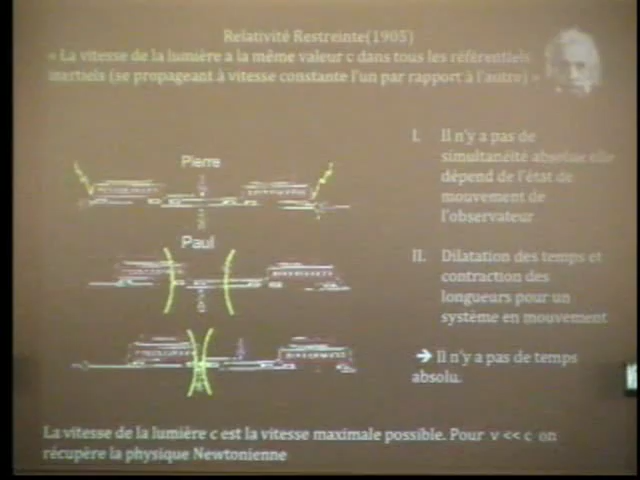 Relativité Restreinte(1905)
« La vitesse de la lumière a la même valeur c dans tous les référentiels
inertiels (se propageant à vitesse constante l'un par rapport à l'autre) »
Pierre
Paul
I. Il n'y a pas de
simultanéité absolue elle
dépend de l'état de
mouvement de
l'observateur
II. Dilatation des temps et
contraction des
longueurs pour un
système en mouvement
➔ Il n'y a pas de temps
absolu.
La vitesse de la lumière c est la vitesse maximale possible. Pour v << c on
récupère la physique Newtonienne